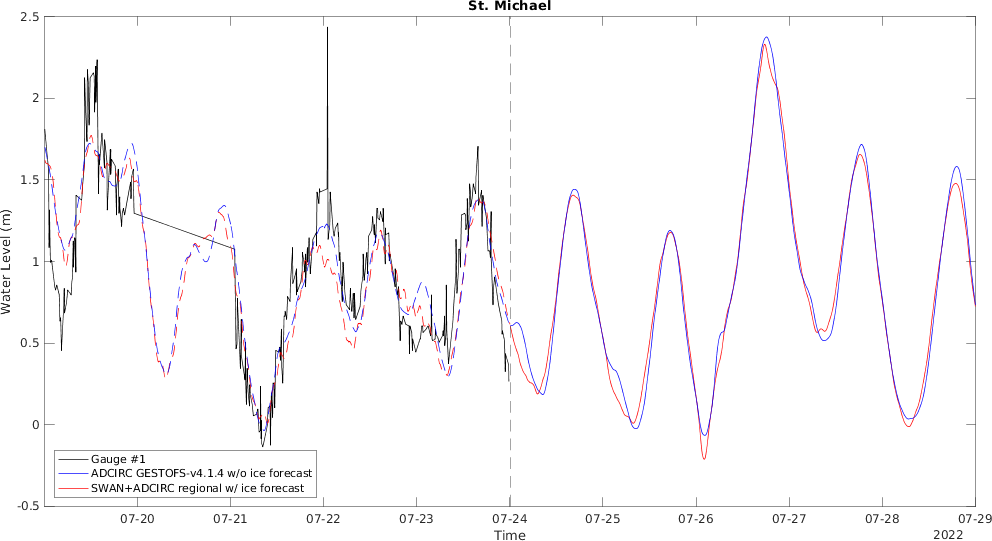 St. Michael
2.5
2
1.5
1
0.5
0
-0.5
Water Level (m)
Gauge #1
ADCIRC GESTOFS-v4.1.4 w/o ice forecast
SWAN+ADCIRC regional w/ ice forecast
07-20 07-21 07-22 07-23 07-24 07-25 07-26 07-27 07-28 07-29
Time
2022